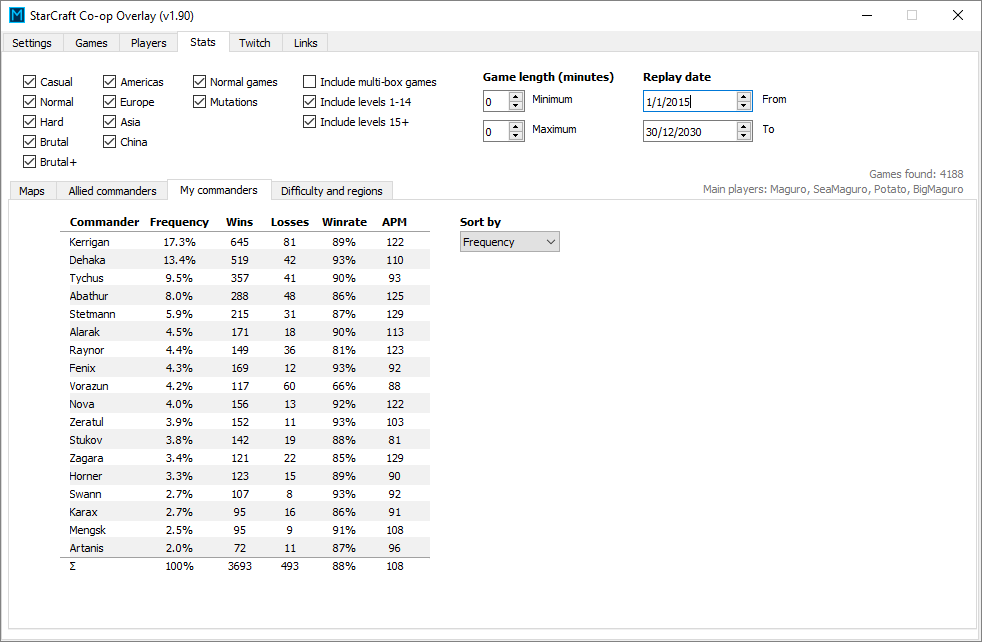 StarCraft Co-op Overlay (v1.90)
Settings Games Players Stats Twitch Links
Casual Americas Normal games Include multi-box games
Normal Europe Mutations Include levels 1-14
Hard Asia Include levels 15+
Brutal China
Brutal+
Game length (minutes) Replay date
0 Minimum 1/1/2015 From
0 Maximum 30/12/2030 To
Games found: 4188
Main players: Maguro, SeaMaguro, Potato, BigMaguro
Maps Allied commanders My commanders Difficulty and regions
Commander Frequency Wins Losses Winrate APM
Kerrigan 17.3% 645 81 89% 122
Dehaka 13.4% 519 42 93% 110
Tychus 9.5% 357 41 90% 93
Abathur 8.0% 288 48 86% 125
Stetmann 5.9% 215 31 87% 129
Alarak 4.5% 171 18 90% 113
Raynor 4.4% 149 36 81% 123
Fenix 4.3% 169 12 93% 92
Vorazun 4.2% 117 60 66% 88
Nova 4.0% 156 13 92% 122
Zeratul 3.9% 152 11 93% 103
Stukov 3.8% 142 19 88% 81
Zagara 3.4% 121 22 85% 129
Horner 3.3% 123 15 89% 90
Swann 2.7% 107 8 93% 92
Karax 2.7% 95 16 86% 91
Mengsk 2.5% 95 9 91% 108
Artanis 2.0% 72 11 87% 96
Σ 100% 3693 493 88% 108
Sort by
Frequency